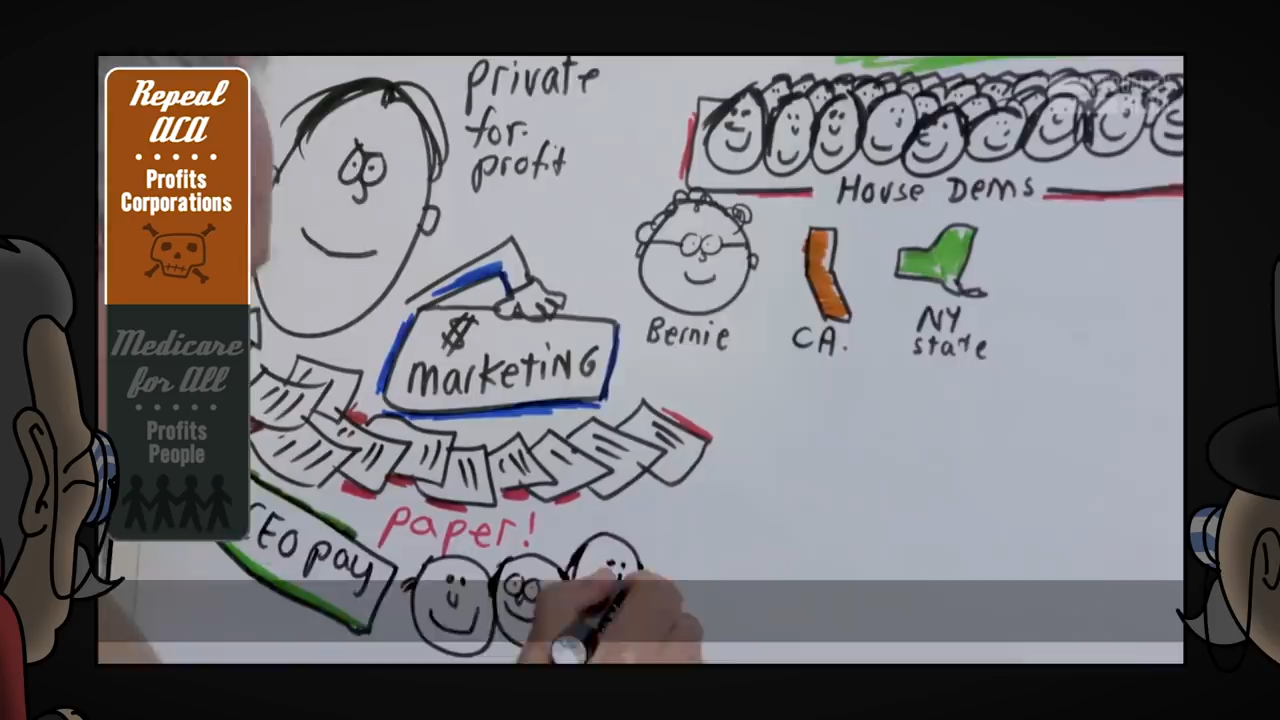 Repeal
ACA
Profits
Corporations
Medicare
for All
Profits
People
private
for-
profit
$
marketiNG
paper!
CEO pay
House Dems
Bernie
CA.
NY
state